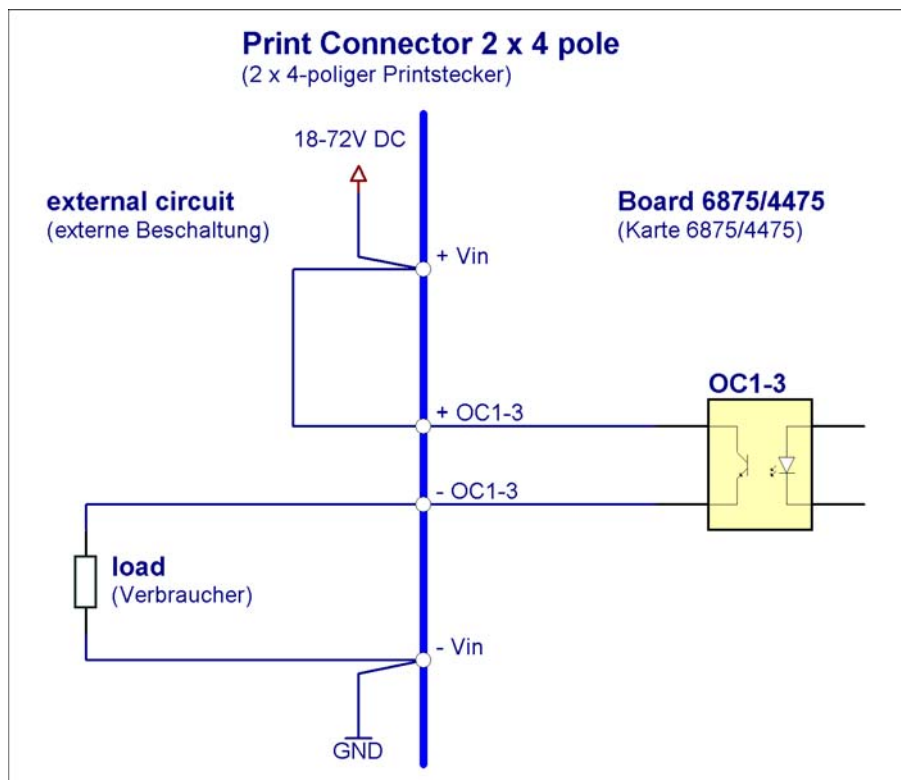 Print Connector 2 x 4 pole
(2 x 4-poliger Printstecker)
18-72V DC
external circuit
(externe Beschaltung)
Board 6875/4475
(Karte 6875/4475)
+ Vin
OC1-3
+ OC1-3
- OC1-3
load
(Verbraucher)
- Vin
GND